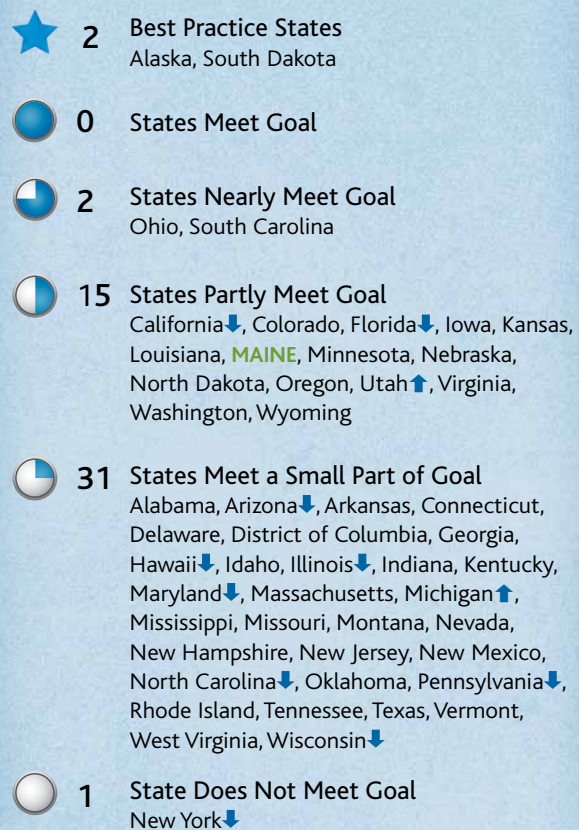 2 Best Practice States
Alaska, South Dakota
0 States Meet Goal
2 States Nearly Meet Goal
Ohio, South Carolina
15 States Partly Meet Goal
California⬇, Colorado, Florida⬇, Iowa, Kansas,
Louisiana, MAINE, Minnesota, Nebraska,
North Dakota, Oregon, Utah⬆, Virginia,
Washington, Wyoming
31 States Meet a Small Part of Goal
Alabama, Arizona⬇, Arkansas, Connecticut,
Delaware, District of Columbia, Georgia,
Hawaii⬇, Idaho, Illinois⬇, Indiana, Kentucky,
Maryland⬇, Massachusetts, Michigan⬆,
Mississippi, Missouri, Montana, Nevada,
New Hampshire, New Jersey, New Mexico,
North Carolina⬇, Oklahoma, Pennsylvania⬇,
Rhode Island, Tennessee, Texas, Vermont,
West Virginia, Wisconsin⬇
1 State Does Not Meet Goal
New York⬇